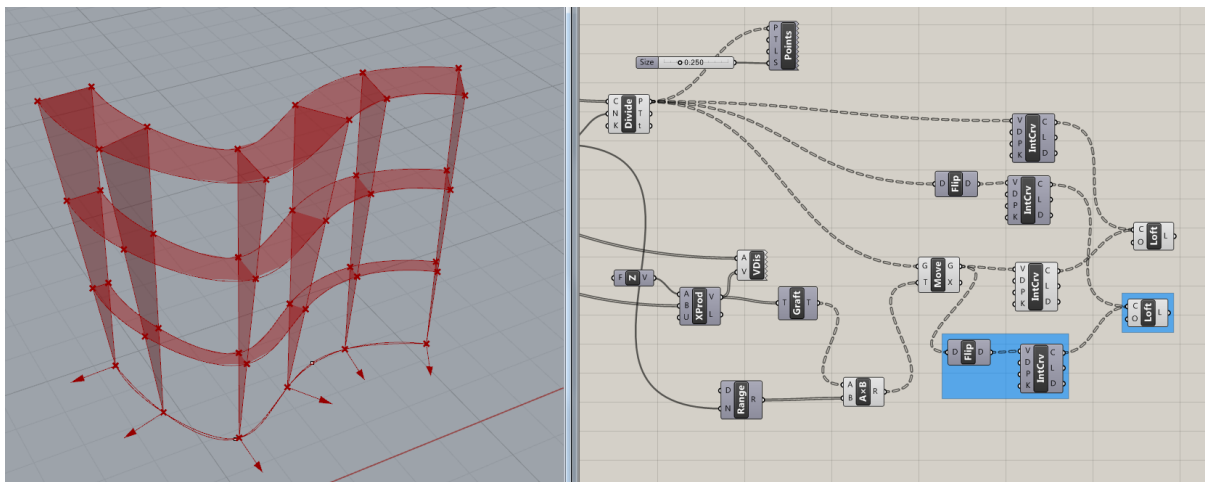 P
T
L
S
Points
Size
0.250
C
N
K
Divide
P
T
t
V
D
P
K
IntCrv
C
L
D
D
Flip
D
V
D
P
K
IntCrv
C
L
D
C
O
Loft
L
A
V
VDis
F
Z
V
A
B
U
XProd
V
L
T
Graft
T
G
T
Move
G
X
V
D
P
K
IntCrv
C
L
D
C
O
Loft
L
D
Flip
D
V
D
P
K
IntCrv
C
L
D
D
N
Range
R
A
B
A×B
R